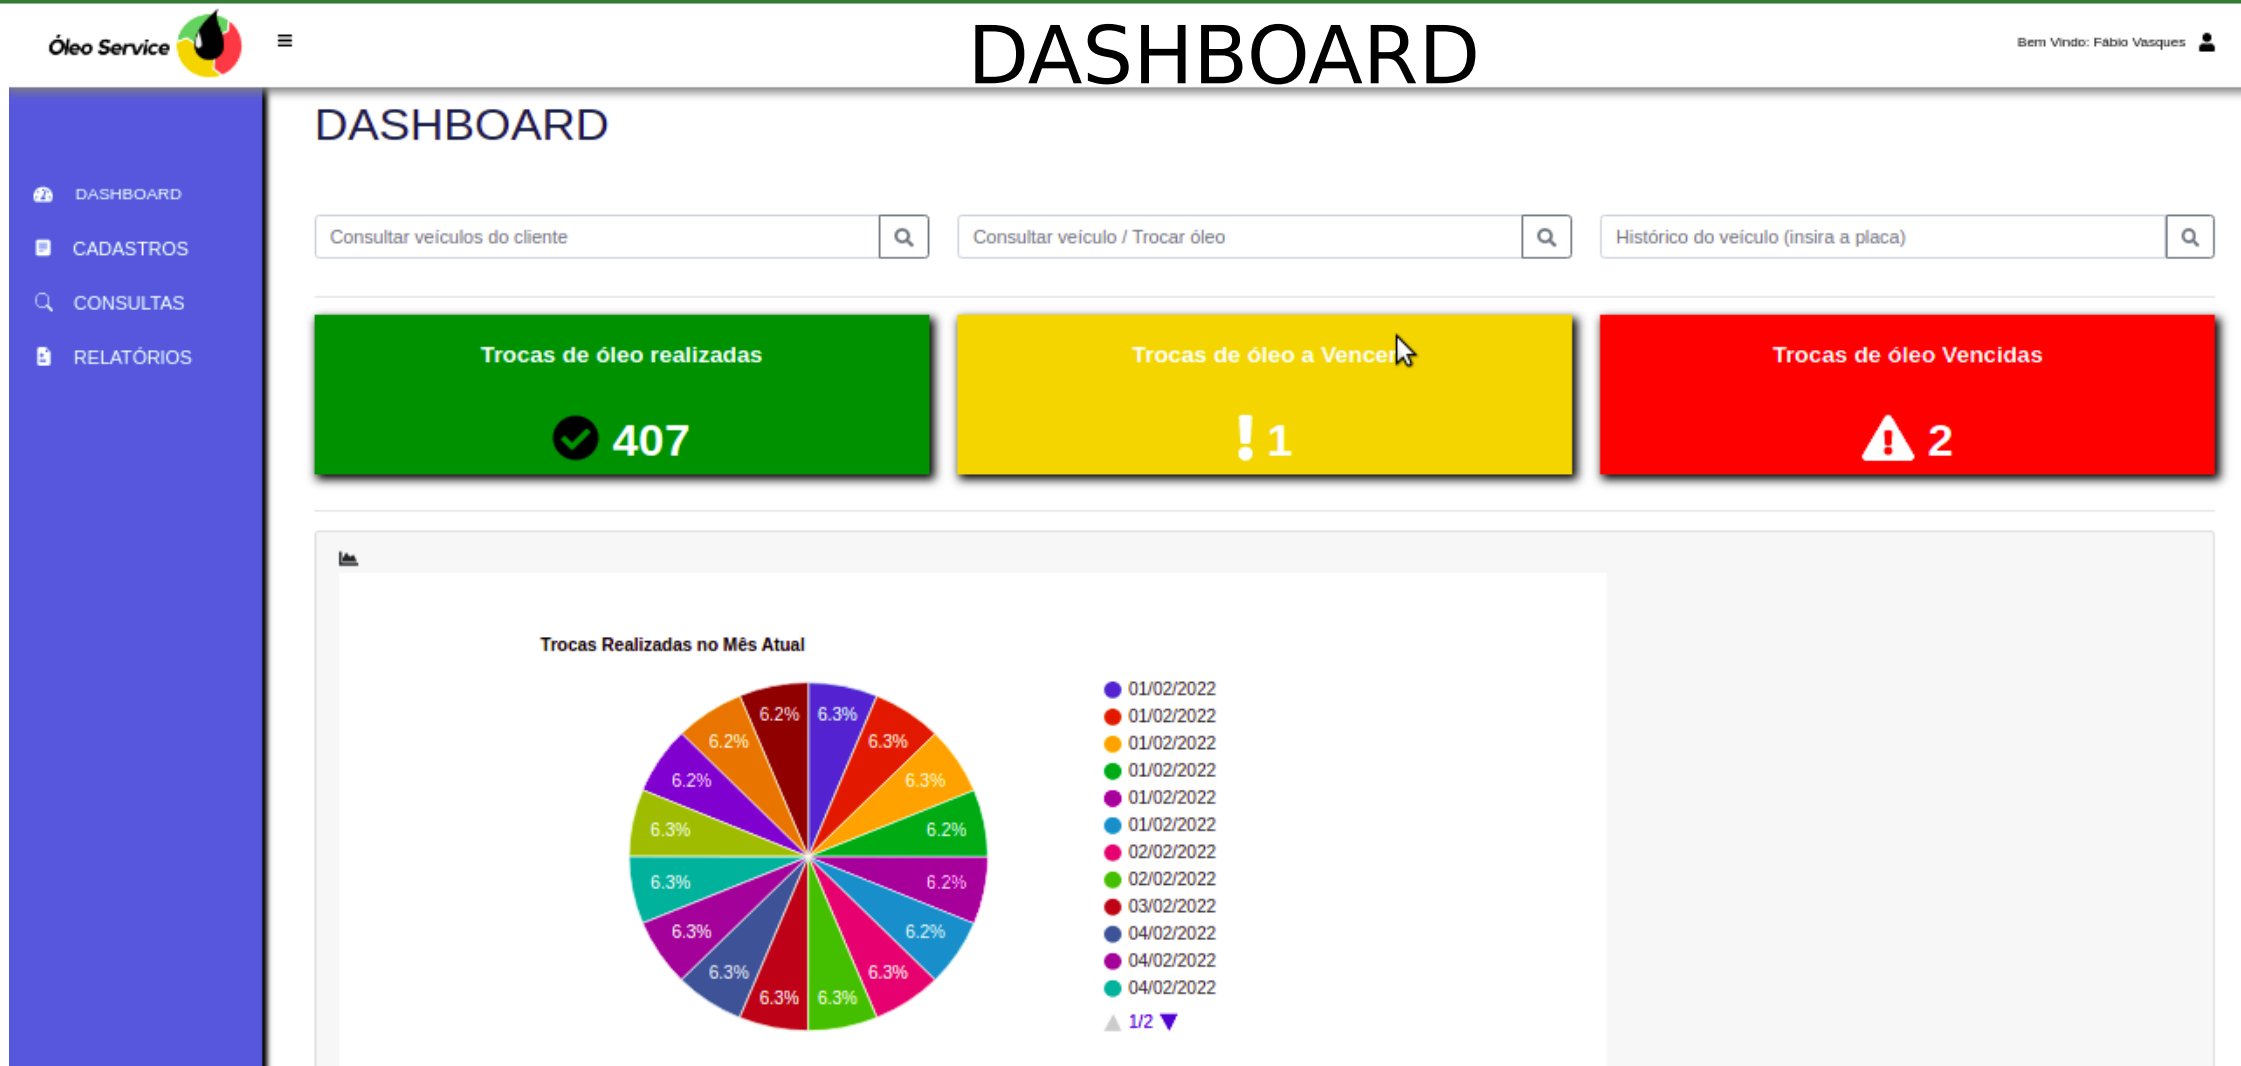 Óleo Service
DASHBOARD
Bem Vindo: Fábio Vasques
DASHBOARD
DASHBOARD
CADASTROS
CONSULTAS
RELATÓRIOS
Consultar veículos do cliente
Consultar veículo / Trocar óleo
Histórico do veículo (insira a placa)
Trocas de óleo realizadas
407
Trocas de óleo a Vencer
1
Trocas de óleo Vencidas
2
Trocas Realizadas no Mês Atual
6.2% 6.3%
6.2% 6.3%
6.2% 6.3%
6.3% 6.2%
6.3% 6.2%
6.3% 6.2%
6.3% 6.3%
6.3% 6.3%
01/02/2022
01/02/2022
01/02/2022
01/02/2022
01/02/2022
01/02/2022
02/02/2022
02/02/2022
03/02/2022
04/02/2022
04/02/2022
04/02/2022
1/2